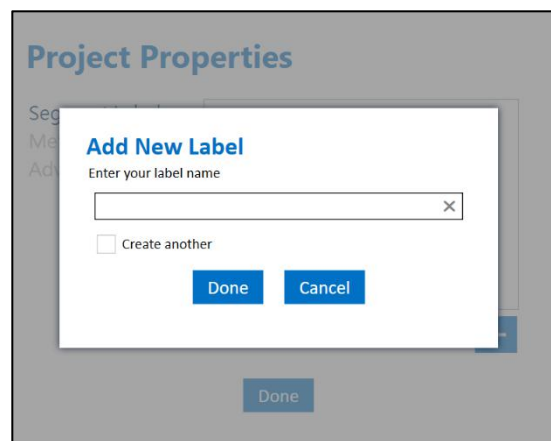 Project Properties
Add New Label
Enter your label name
Create another
Done
Cancel
Done